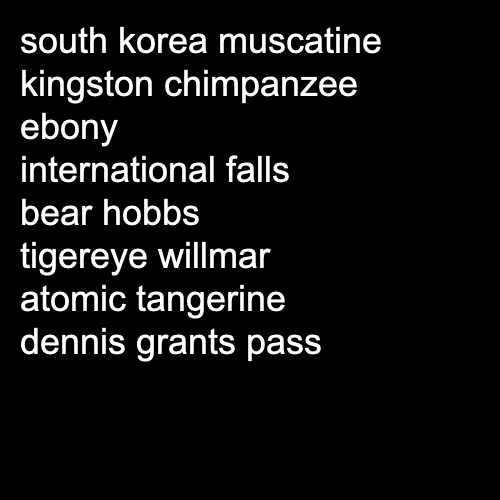 south korea muscatine
kingston chimpanzee
ebony
international falls
bear hobbs
tigereye willmar
atomic tangerine
dennis grants pass